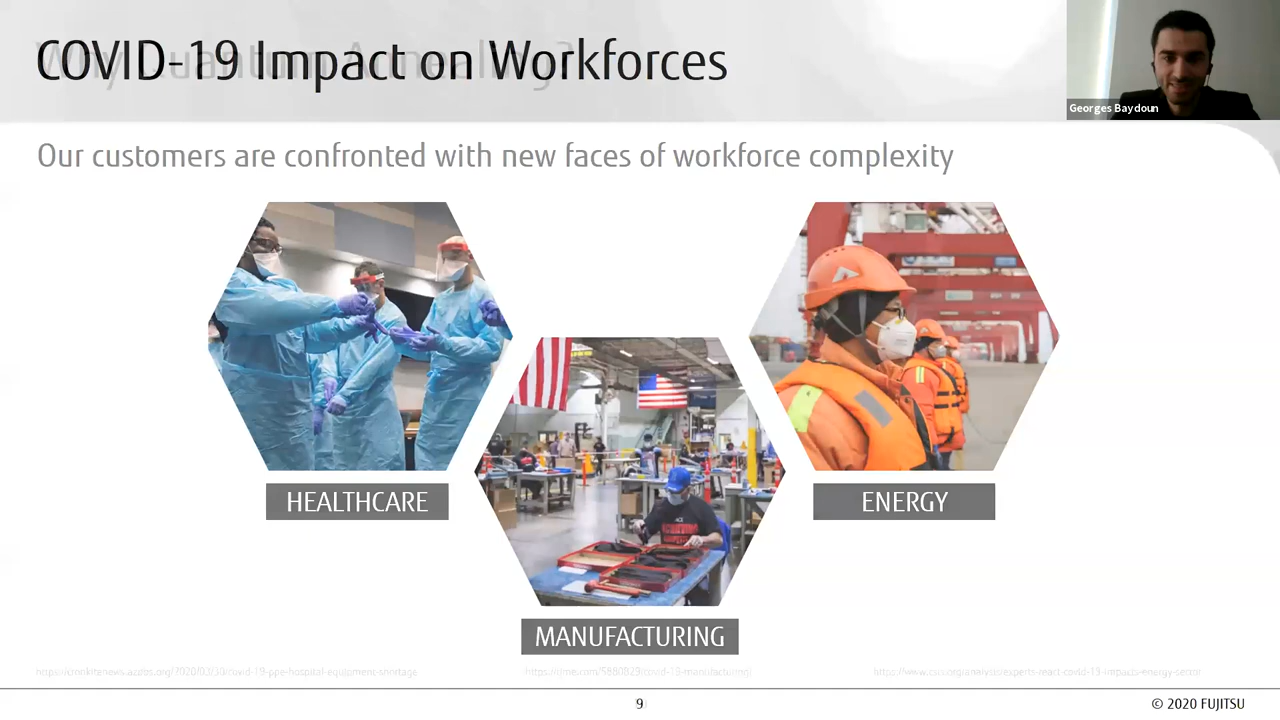 COVID-19 Impact on Workforces
Georges Baydoun
Our customers are confronted with new faces of workforce complexity
HEALTHCARE
ENERGY
MANUFACTURING
9
© 2020 FUJITSU